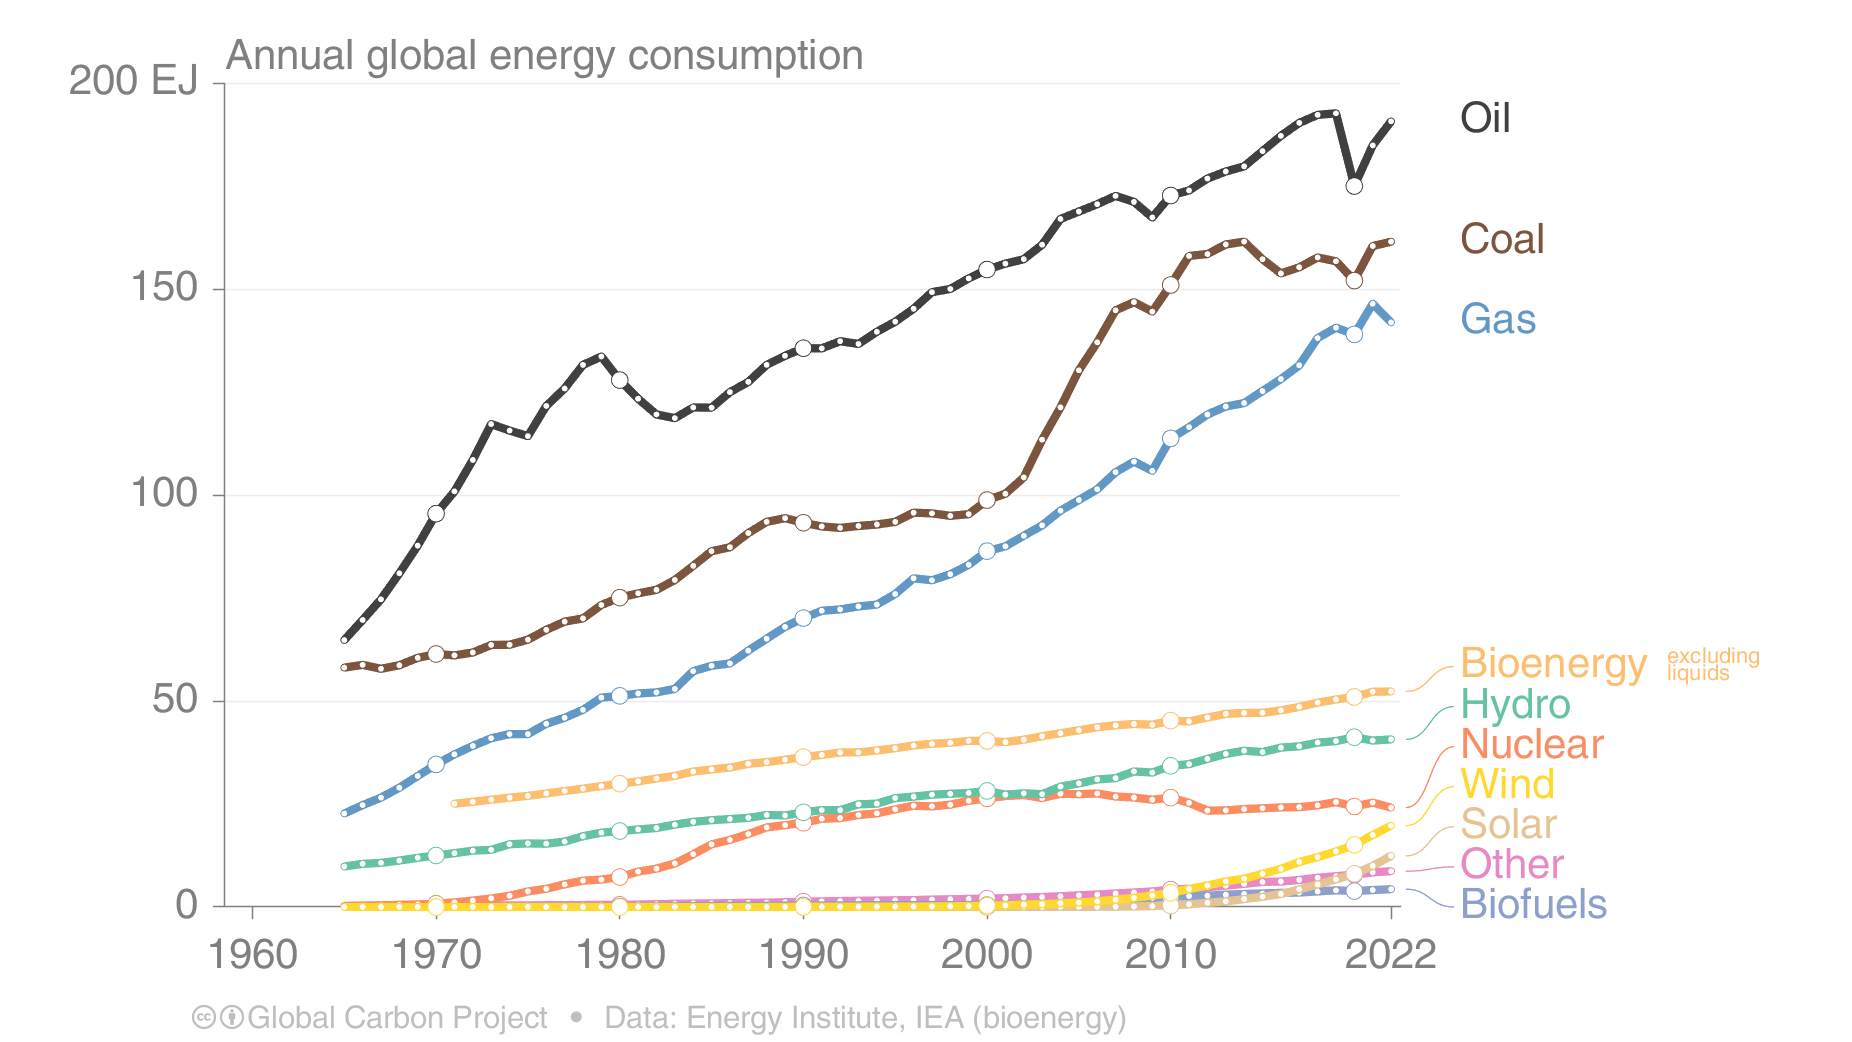 Annual global energy consumption
200 EJ
150
100
50
0
1960 1970 1980 1990 2000 2010 2022
Oil
Coal
Gas
Bioenergy excluding liquids
Hydro
Nuclear
Wind
Solar
Other
Biofuels
cc Global Carbon Project • Data: Energy Institute, IEA (bioenergy)